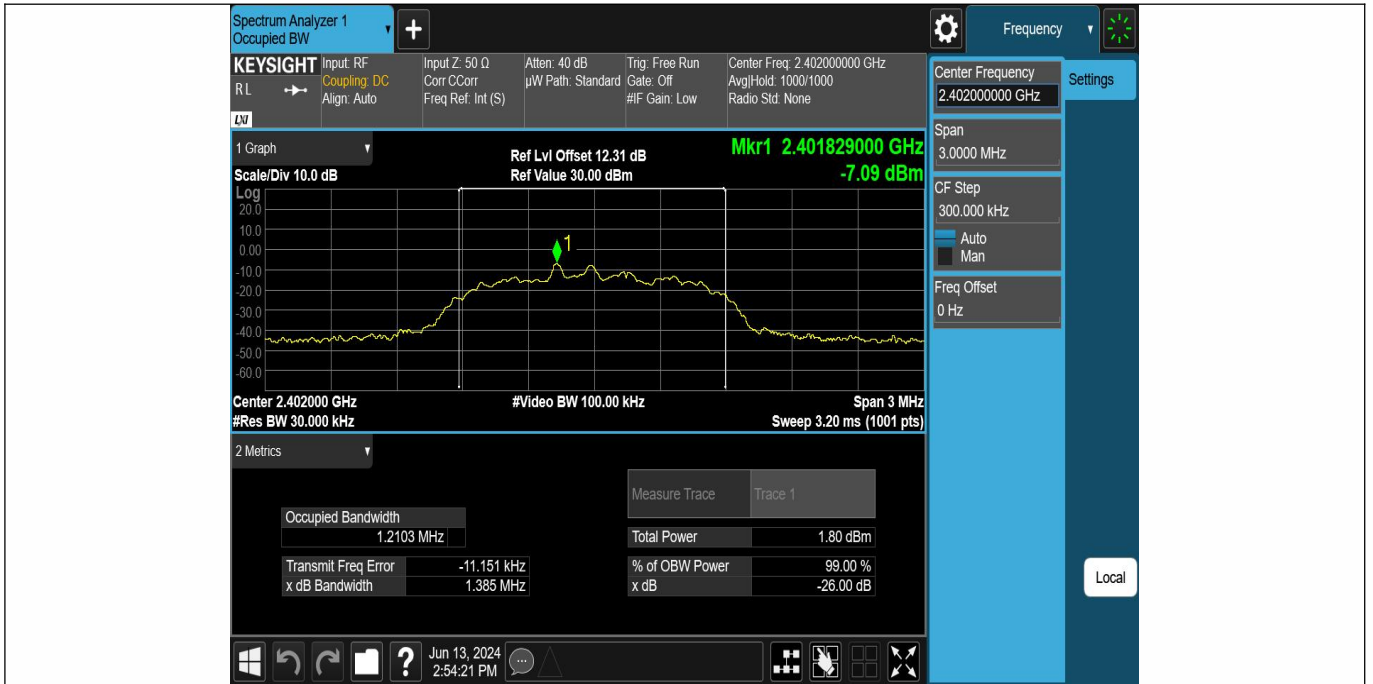 Spectrum Analyzer 1
Occupied BW
+
Frequency
KEYSIGHT
RL
LXI
Input: RF
Coupling: DC
Align: Auto
Input Z: 50 Ω
Corr CCorr
Freq Ref: Int (S)
Atten: 40 dB
µW Path: Standard
Trig: Free Run
Gate: Off
#IF Gain: Low
Center Freq: 2.402000000 GHz
Avg|Hold: 1000/1000
Radio Std: None
Center Frequency
2.402000000 GHz
Settings
Span
3.0000 MHz
CF Step
300.000 kHz
Auto
Man
Freq Offset
0 Hz
Local
1 Graph
Scale/Div 10.0 dB
Ref Lvl Offset 12.31 dB
Ref Value 30.00 dBm
Mkr1 2.401829000 GHz
-7.09 dBm
Log
20.0
10.0
0.00
-10.0
-20.0
-30.0
-40.0
-50.0
-60.0
1
Center 2.402000 GHz
#Res BW 30.000 kHz
#Video BW 100.00 kHz
Span 3 MHz
Sweep 3.20 ms (1001 pts)
2 Metrics
Measure Trace Trace 1
Occupied Bandwidth
1.2103 MHz
Total Power 1.80 dBm
Transmit Freq Error -11.151 kHz
% of OBW Power 99.00 %
x dB Bandwidth 1.385 MHz
x dB -26.00 dB
?
Jun 13, 2024
2:54:21 PM